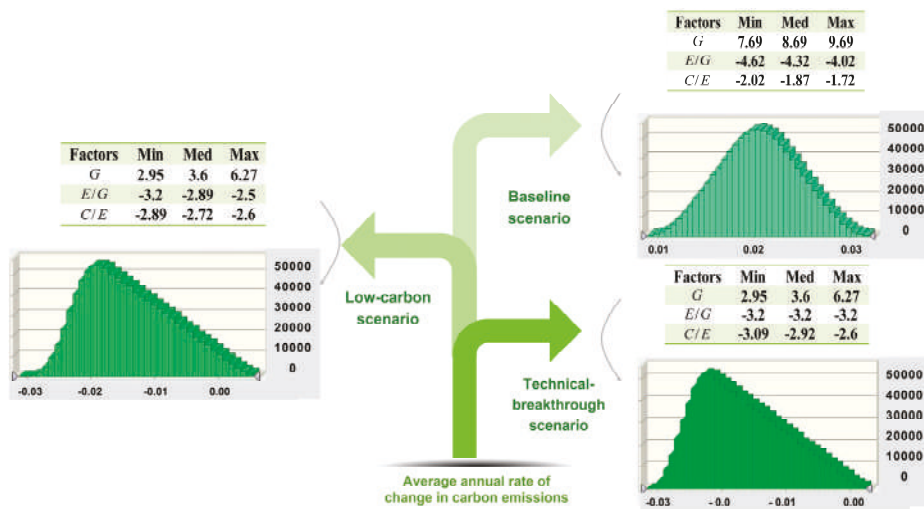 Factors Min Med Max
G 7.69 8.69 9.69
E/G -4.62 -4.32 -4.02
C/E -2.02 -1.87 -1.72
50000
40000
30000
20000
10000
0
0.01 0.02 0.03
Baseline
scenario
Factors Min Med Max
G 2.95 3.6 6.27
E/G -3.2 -2.89 -2.5
C/E -2.89 -2.72 -2.6
50000
40000
30000
20000
10000
0
-0.03 -0.02 -0.01 0.00
Low-carbon
scenario
Factors Min Med Max
G 2.95 3.6 6.27
E/G -3.2 -3.2 -3.2
C/E -3.09 -2.92 -2.6
50000
40000
30000
20000
10000
0
-0.03 -0.0 -0.01 0.00
Technical-
breakthrough
scenario
Average annual rate of
change in carbon emissions